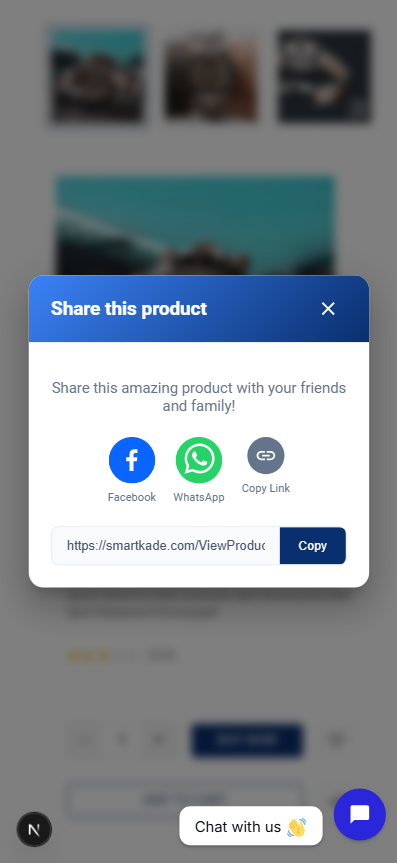 Share this product
Share this amazing product with your friends
and family!
Facebook
WhatsApp
Copy Link
https://smartkade.com/ViewProduc
Copy
N
Chat with us 👋